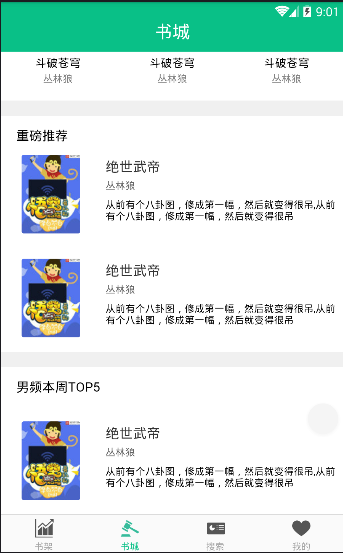 9:01
书城
斗破苍穹 斗破苍穹 斗破苍穹
丛林狼 丛林狼 丛林狼
重磅推荐
绝世武帝
丛林狼
从前有个八卦图，修成第一幅，然后就变得很吊,从前
有个八卦图，修成第一幅，然后就变得很吊
绝世武帝
丛林狼
从前有个八卦图，修成第一幅，然后就变得很吊,从前
有个八卦图，修成第一幅，然后就变得很吊
男频本周TOP5
绝世武帝
丛林狼
从前有个八卦图，修成第一幅，然后就变得很吊,从前
有个八卦图，修成第一幅，然后就变得很吊
书架 书城 搜索 我的